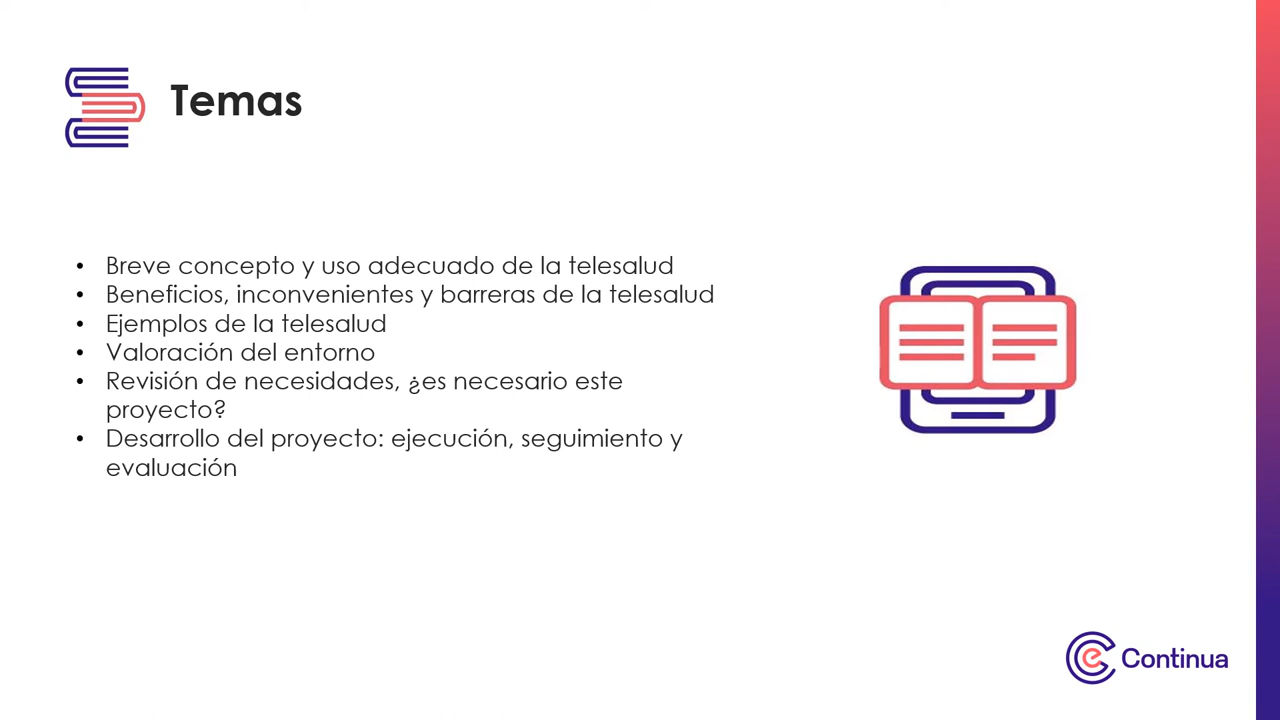 Temas
• Breve concepto y uso adecuado de la telesalud
• Beneficios, inconvenientes y barreras de la telesalud
• Ejemplos de la telesalud
• Valoración del entorno
• Revisión de necesidades, ¿es necesario este
proyecto?
• Desarrollo del proyecto: ejecución, seguimiento y
evaluación
Continua